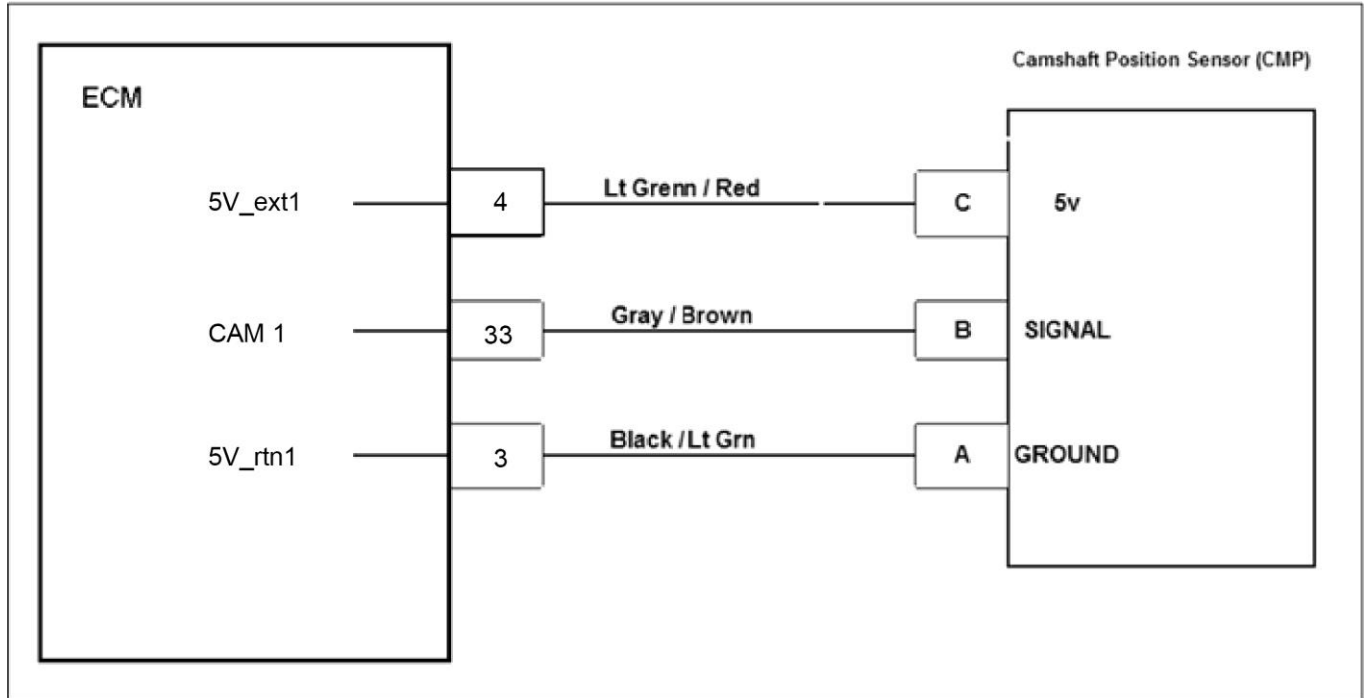 Camshaft Position Sensor (CMP)
ECM
5V_ext1 4 Lt Grenn / Red C 5v
CAM 1 33 Gray / Brown B SIGNAL
5V_rtn1 3 Black / Lt Grn A GROUND